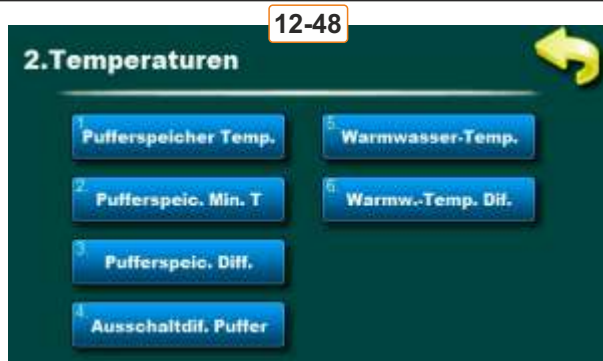 12-48
2.Temperaturen
1.
Pufferspeicher Temp.
2.
Pufferspeic. Min. T
3.
Pufferspeic. Diff.
4.
Ausschaltdif. Puffer
5.
Warmwasser-Temp.
6.
Warmw.-Temp. Dif.